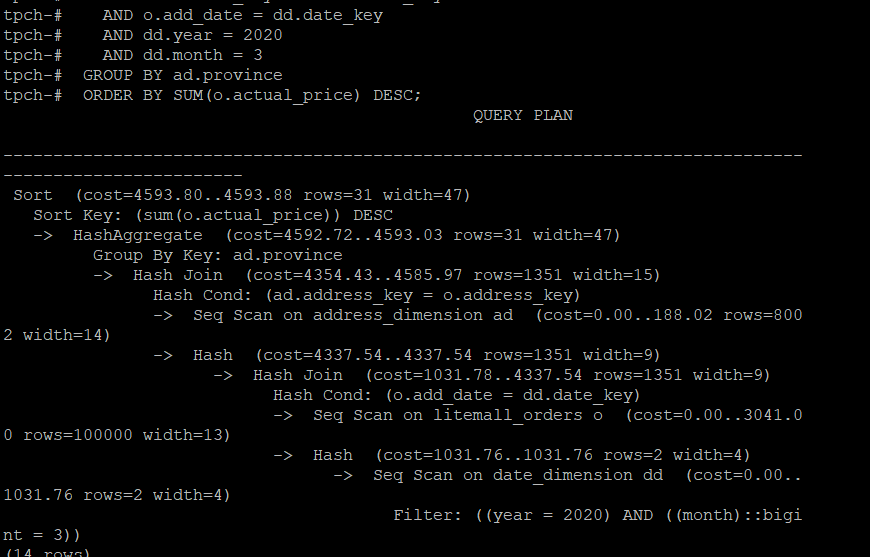 tpch-#    AND o.add_date = dd.date_key
tpch-#    AND dd.year = 2020
tpch-#    AND dd.month = 3
tpch-#  GROUP BY ad.province
tpch-#  ORDER BY SUM(o.actual_price) DESC;
QUERY PLAN
--------------------------------------------------------------------------------
------------------------
Sort  (cost=4593.80..4593.88 rows=31 width=47)
Sort Key: (sum(o.actual_price)) DESC
->  HashAggregate  (cost=4592.72..4593.03 rows=31 width=47)
Group By Key: ad.province
->  Hash Join  (cost=4354.43..4585.97 rows=1351 width=15)
Hash Cond: (ad.address_key = o.address_key)
->  Seq Scan on address_dimension ad  (cost=0.00..188.02 rows=800
2 width=14)
->  Hash  (cost=4337.54..4337.54 rows=1351 width=9)
->  Hash Join  (cost=1031.78..4337.54 rows=1351 width=9)
Hash Cond: (o.add_date = dd.date_key)
->  Seq Scan on litemall_orders o  (cost=0.00..3041.0
0 rows=100000 width=13)
->  Hash  (cost=1031.76..1031.76 rows=2 width=4)
->  Seq Scan on date_dimension dd  (cost=0.00..
1031.76 rows=2 width=4)
Filter: ((year = 2020) AND ((month)::bigi
nt = 3))
(14 rows)